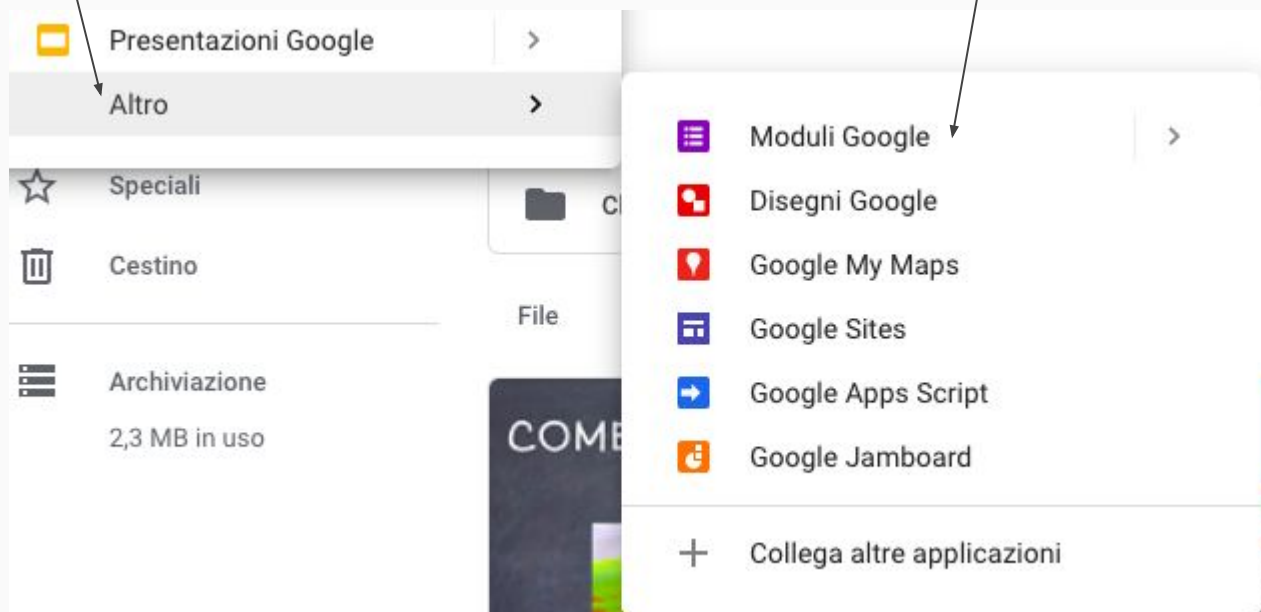 Presentazioni Google
Altro
Speciali
Cestino
Archiviazione
2,3 MB in uso
File
Moduli Google
Disegni Google
Google My Maps
Google Sites
Google Apps Script
Google Jamboard
Collega altre applicazioni